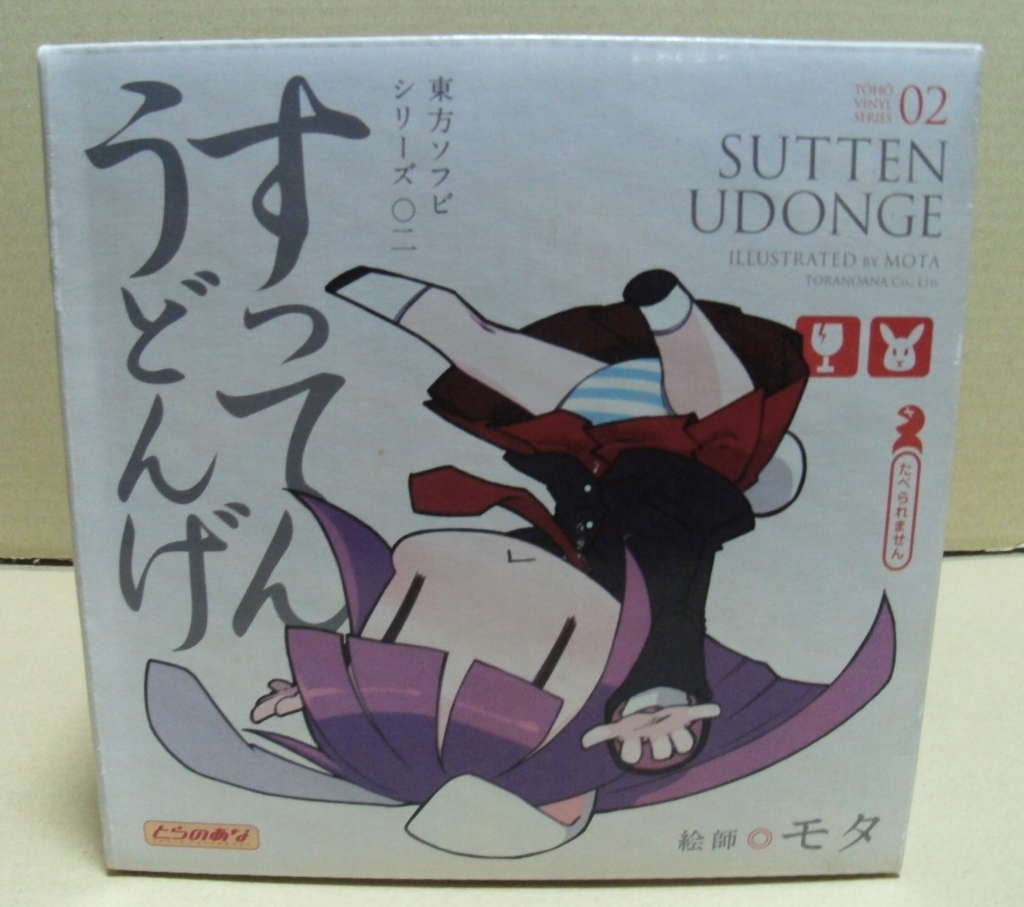 すってん
うどんげ
東方ソフビ
シリーズ〇二
TOHO
VINYL
SERIES 02
SUTTEN
UDONGE
ILLUSTRATED BY MOTA
TORANOANA CO., LTD.
たべられません
とらのあな
絵師◎モタ